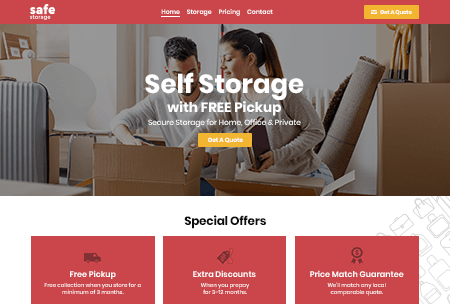 safe
storage
Home Storage Pricing Contact
Get A Quote
Self Storage
with FREE Pickup
Secure Storage for Home, Office & Private
Get A Quote
Special Offers
Free Pickup
Free collection when you store for a
minimum of 3 months.
Extra Discounts
When you prepay
for 3-12 months.
Price Match Guarantee
We'll match any local
comparable quote.